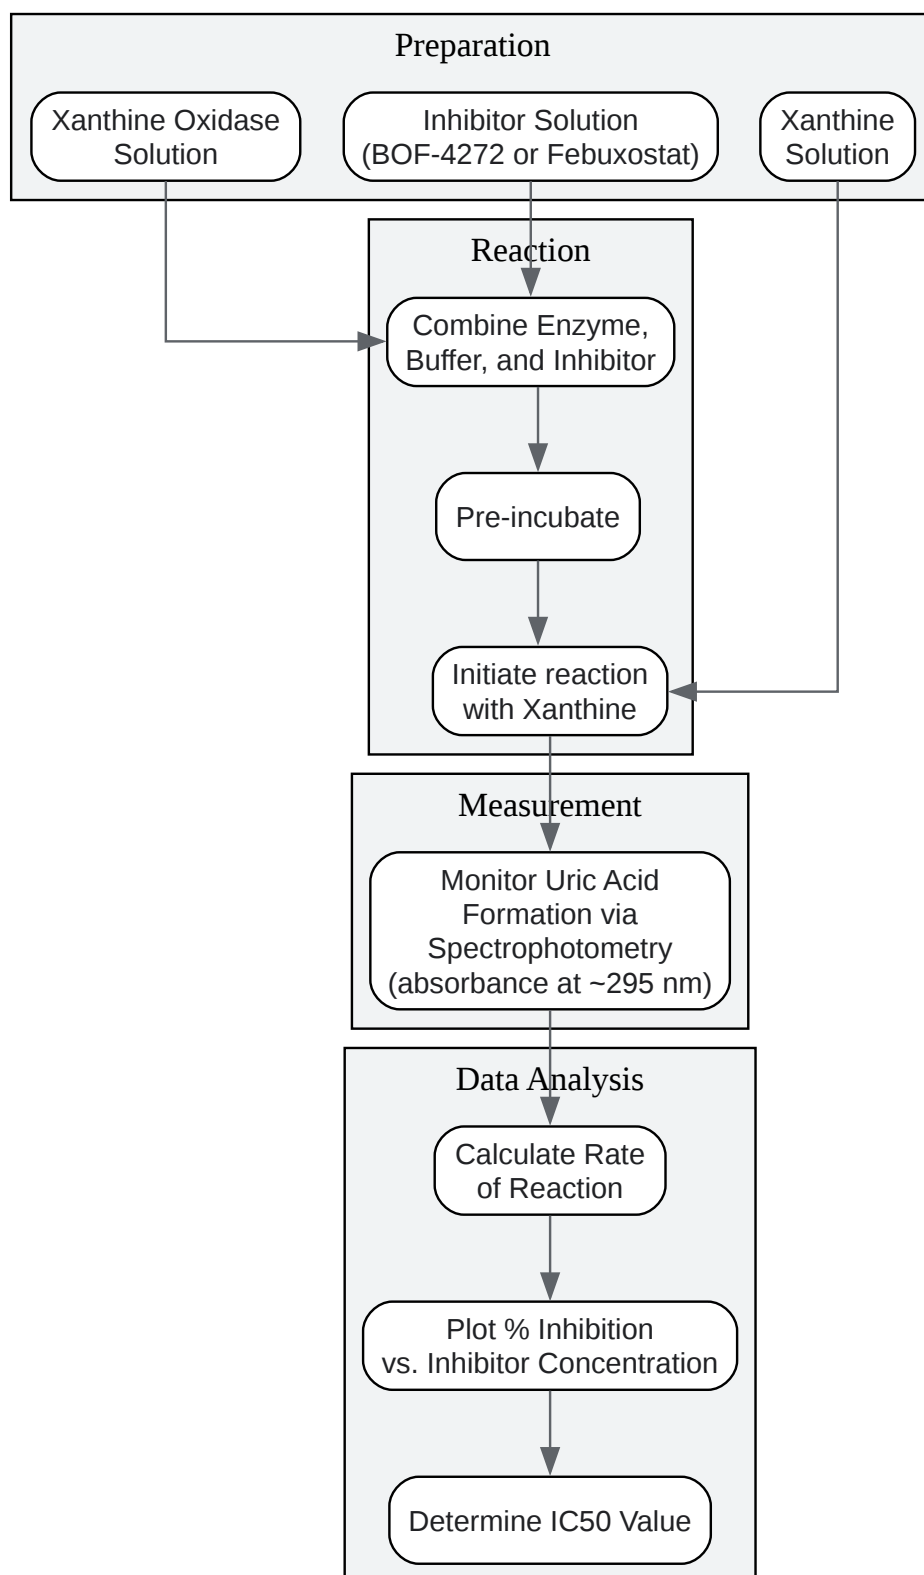 Preparation
Xanthine Oxidase
Solution
Inhibitor Solution
(BOF-4272 or Febuxostat)
Xanthine
Solution
Reaction
Combine Enzyme,
Buffer, and Inhibitor
Pre-incubate
Initiate reaction
with Xanthine
Measurement
Monitor Uric Acid
Formation via
Spectrophotometry
(absorbance at ~295 nm)
Data Analysis
Calculate Rate
of Reaction
Plot % Inhibition
vs. Inhibitor Concentration
Determine IC50 Value